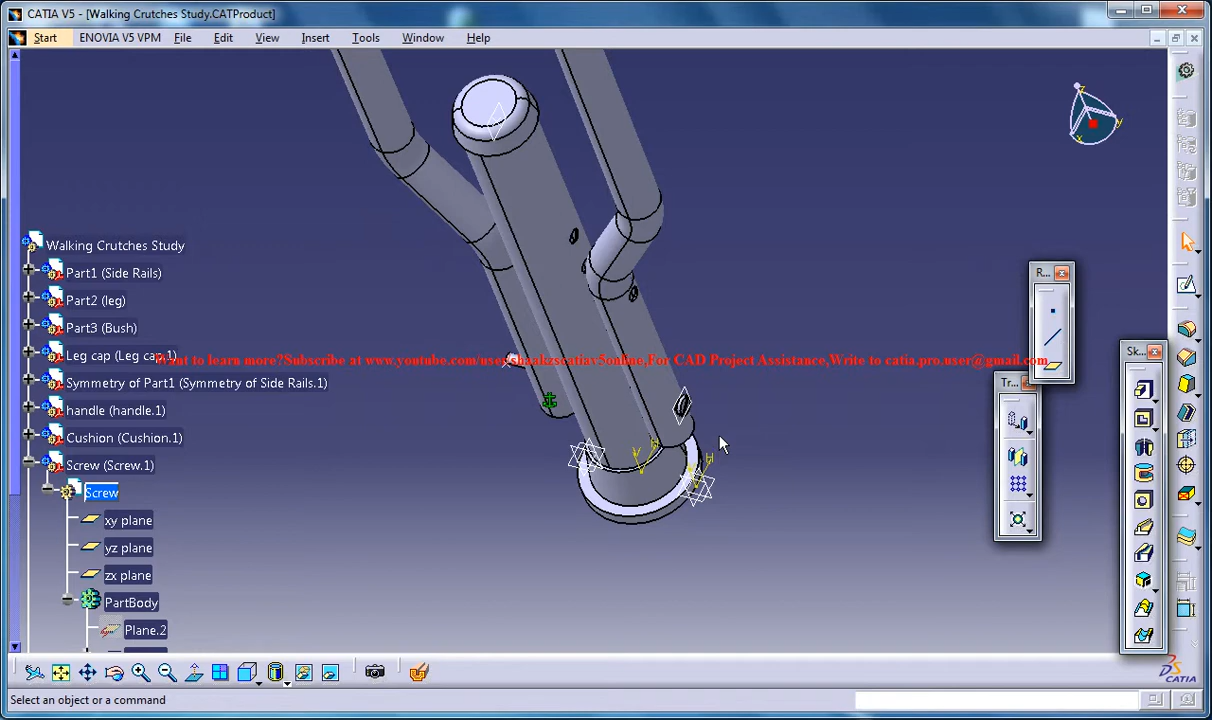 CATIA V5 - [Walking Crutches Study.CATProduct]
Start ENOVIA V5 VPM File Edit View Insert Tools Window Help
z
y
x
Walking Crutches Study
R...
Part1 (Side Rails)
Part2 (leg)
Part3 (Bush)
Sk...
Leg cap (Leg cap.1)
Want to learn more?Subscribe at www.youtube.com/user/shaakzscatiav5online,For CAD Project Assistance,Write to catia.pro.user@gmail.com
Symmetry of Part1 (Symmetry of Side Rails.1)
Tr...
handle (handle.1)
Cushion (Cushion.1)
V
H
Screw (Screw.1)
Screw
xy plane
yz plane
zx plane
PartBody
Plane.2
CATIA
Select an object or a command